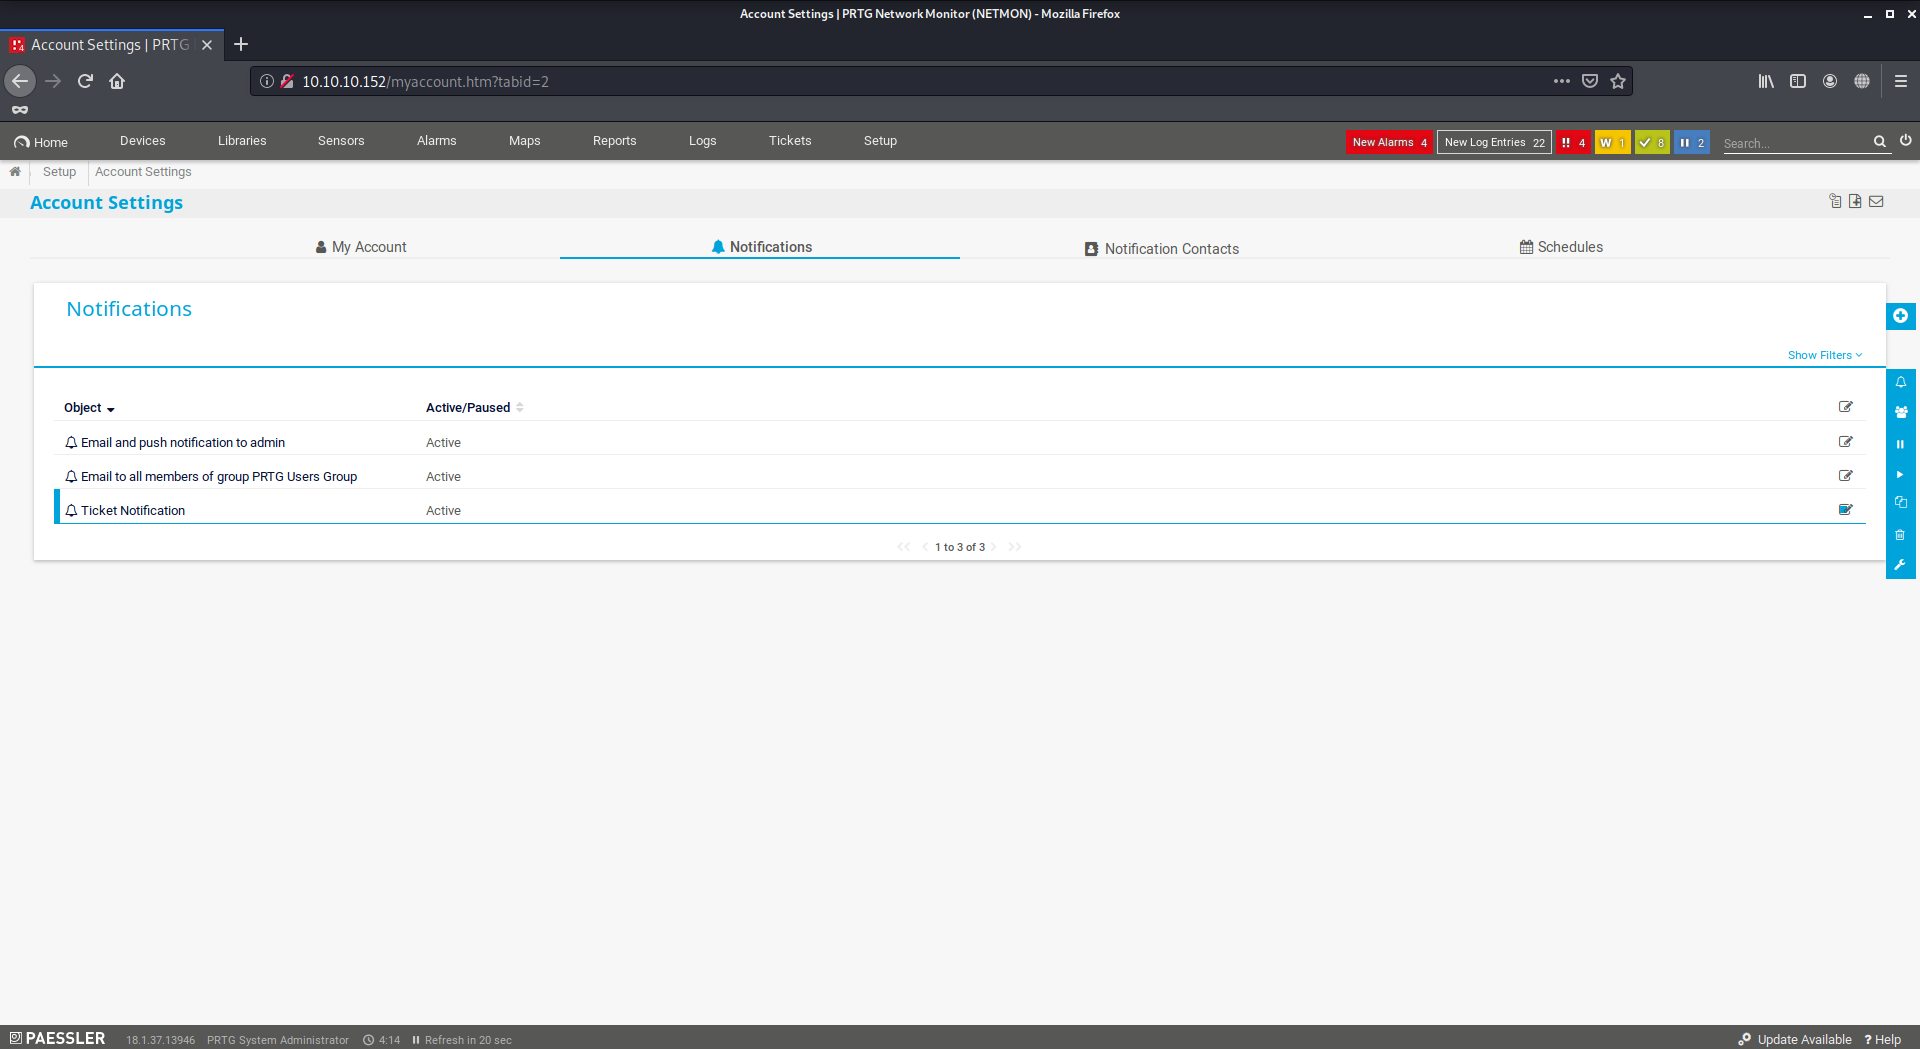 Account Settings | PRTG Network Monitor (NETMON) - Mozilla Firefox
Account Settings | PRTG
10.10.10.152/myaccount.htm?tabid=2
Home Devices Libraries Sensors Alarms Maps Reports Logs Tickets Setup New Alarms 4 New Log Entries 22 !! 4 W 1 8 2 Search...
Setup Account Settings
Account Settings
My Account Notifications Notification Contacts Schedules
Notifications
Show Filters
Object Active/Paused
Email and push notification to admin Active
Email to all members of group PRTG Users Group Active
Ticket Notification Active
<< < 1 to 3 of 3 > >>
PAESSLER 18.1.37.13946 PRTG System Administrator 4:14 Refresh in 20 sec Update Available ? Help